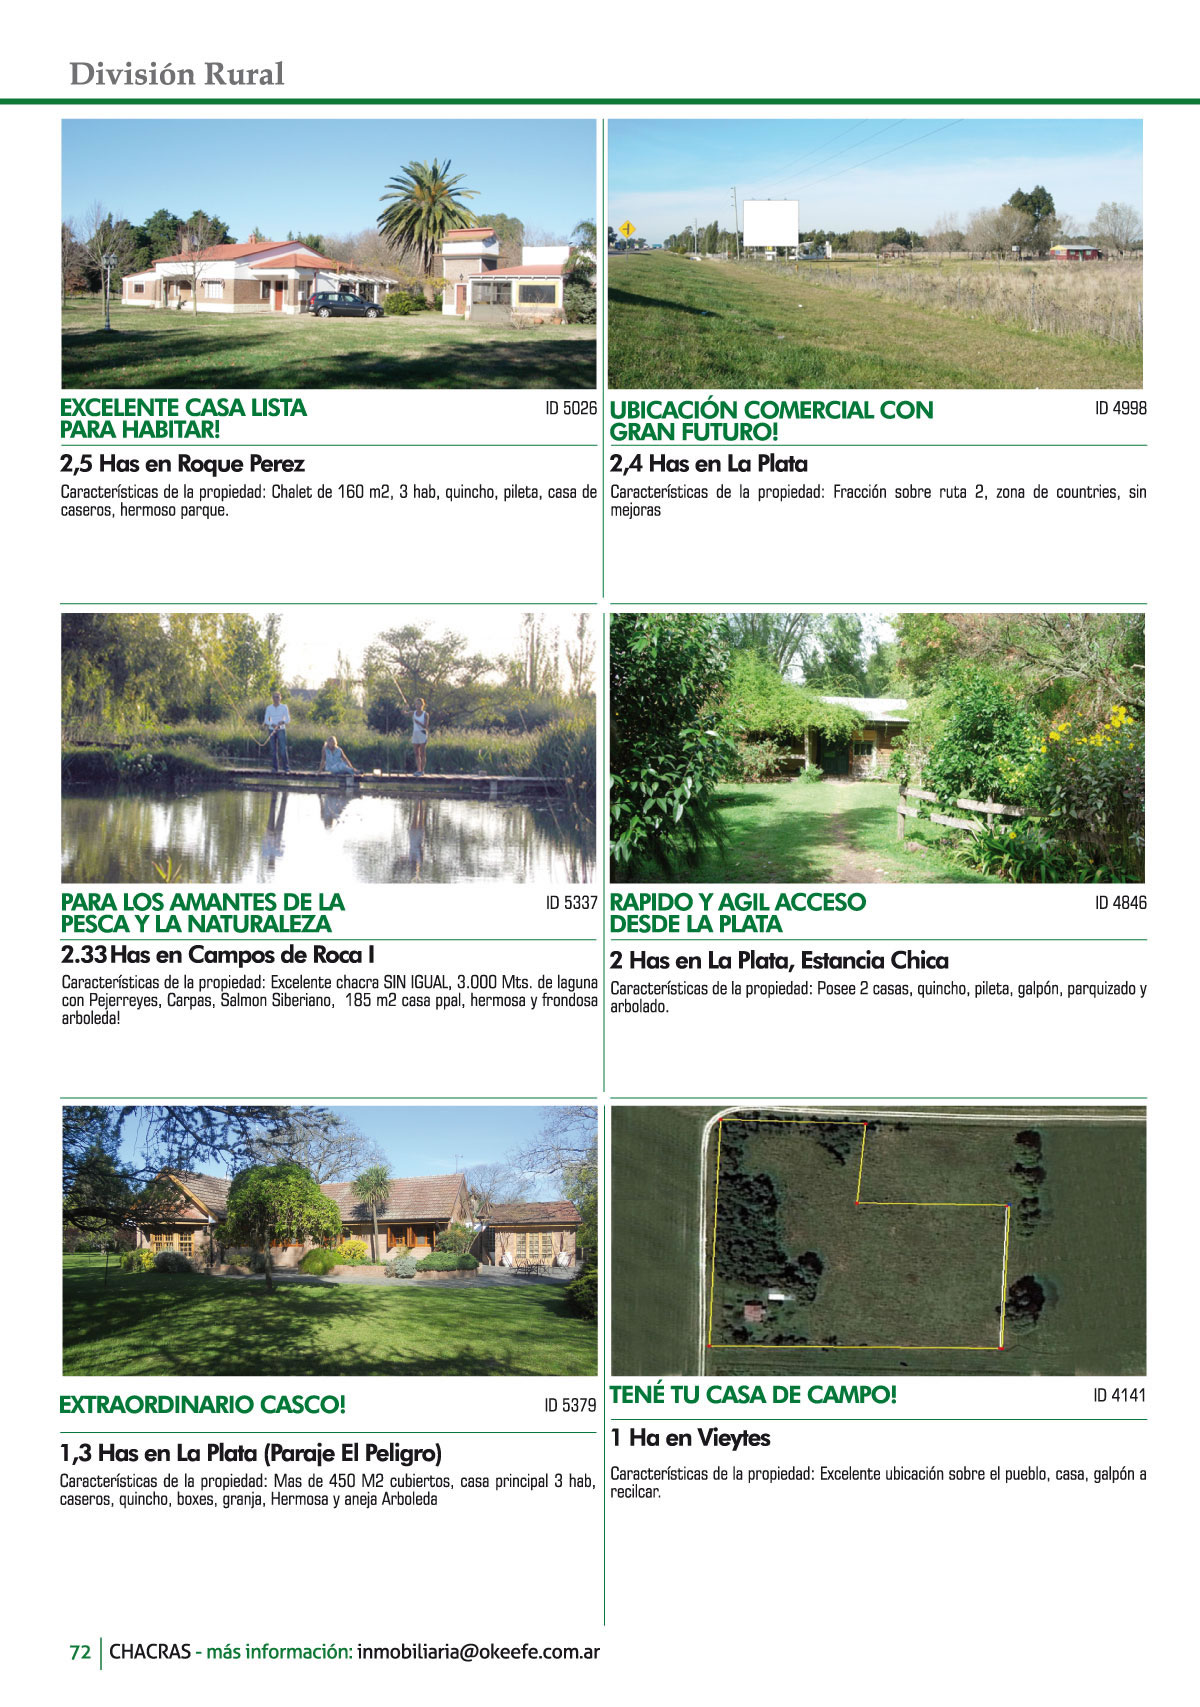 División Rural
EXCELENTE CASA LISTA
PARA HABITAR!
ID 5026
2,5 Has en Roque Perez
Características de la propiedad: Chalet de 160 m2, 3 hab, quincho, pileta, casa de
caseros, hermoso parque.
UBICACIÓN COMERCIAL CON
GRAN FUTURO!
ID 4998
2,4 Has en La Plata
Características de la propiedad: Fracción sobre ruta 2, zona de countries, sin
mejoras
PARA LOS AMANTES DE LA
PESCA Y LA NATURALEZA
ID 5337
2.33 Has en Campos de Roca I
Características de la propiedad: Excelente chacra SIN IGUAL, 3.000 Mts. de laguna
con Pejerreyes, Carpas, Salmon Siberiano, 185 m2 casa ppal, hermosa y frondosa
arboleda!
RAPIDO Y AGIL ACCESO
DESDE LA PLATA
ID 4846
2 Has en La Plata, Estancia Chica
Características de la propiedad: Posee 2 casas, quincho, pileta, galpón, parquizado y
arbolado.
EXTRAORDINARIO CASCO!
ID 5379
1,3 Has en La Plata (Paraje El Peligro)
Características de la propiedad: Mas de 450 M2 cubiertos, casa principal 3 hab,
caseros, quincho, boxes, granja, Hermosa y aneja Arboleda
TENÉ TU CASA DE CAMPO!
ID 4141
1 Ha en Vieytes
Características de la propiedad: Excelente ubicación sobre el pueblo, casa, galpón a
recilcar.
72 CHACRAS - más información: inmobiliaria@okeefe.com.ar